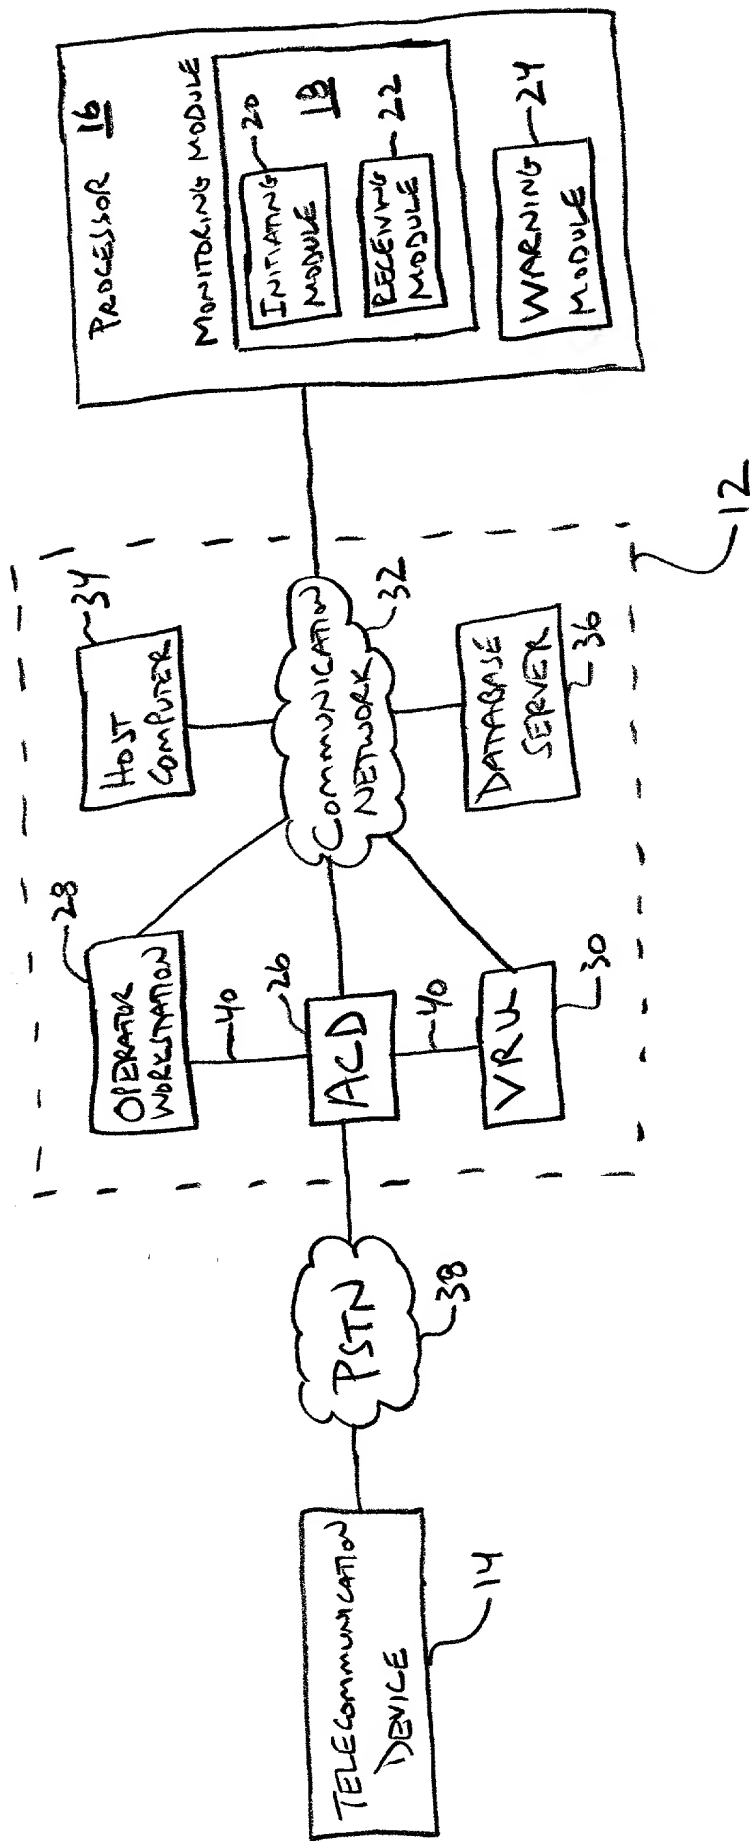 TELECOMMUNICATION
DEVICE
14
PSTN
38
OPERATOR
WORKSTATION
28
40
ACD
26
40
VRU
30
HOST
COMPUTER
34
COMMUNICATION
NETWORK
32
DATABASE
SERVER
36
12
PROCESSOR 16
MONITORING MODULE
INITIATING
MODULE
20
18
RECEIVING
MODULE
22
WARNING
MODULE
24